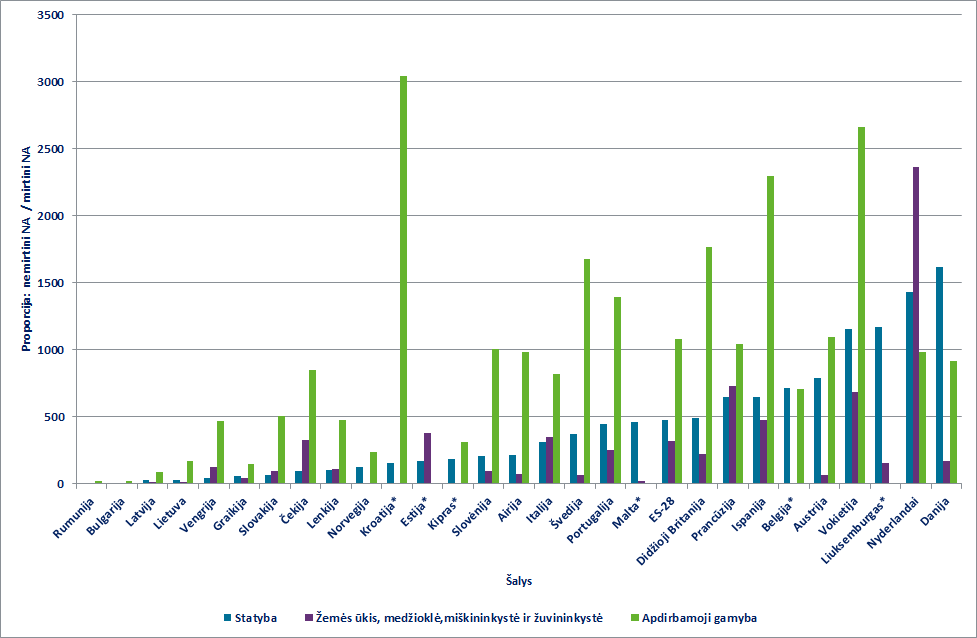 3500
3000
2500
2000
1500
1000
500
0
Proporcija: nemirtini NA / mirtini NA
Rumunija
Bulgarija
Latvija
Lietuva
Vengrija
Graikija
Slovakija
Čekija
Lenkija
Norvegija
Kroatija*
Estija*
Kipras*
Slovėnija
Airija
Italija
Švedija
Portugalija
Malta*
ES-28
Didžioji Britanija
Prancūzija
Ispanija
Belgija*
Austrija
Vokietija
Liuksemburgas*
Nyderlandai
Danija
Šalys
Statyba
Žemės ūkis, medžioklė,miškininkystė ir žuvininkystė
Apdirbamoji gamyba